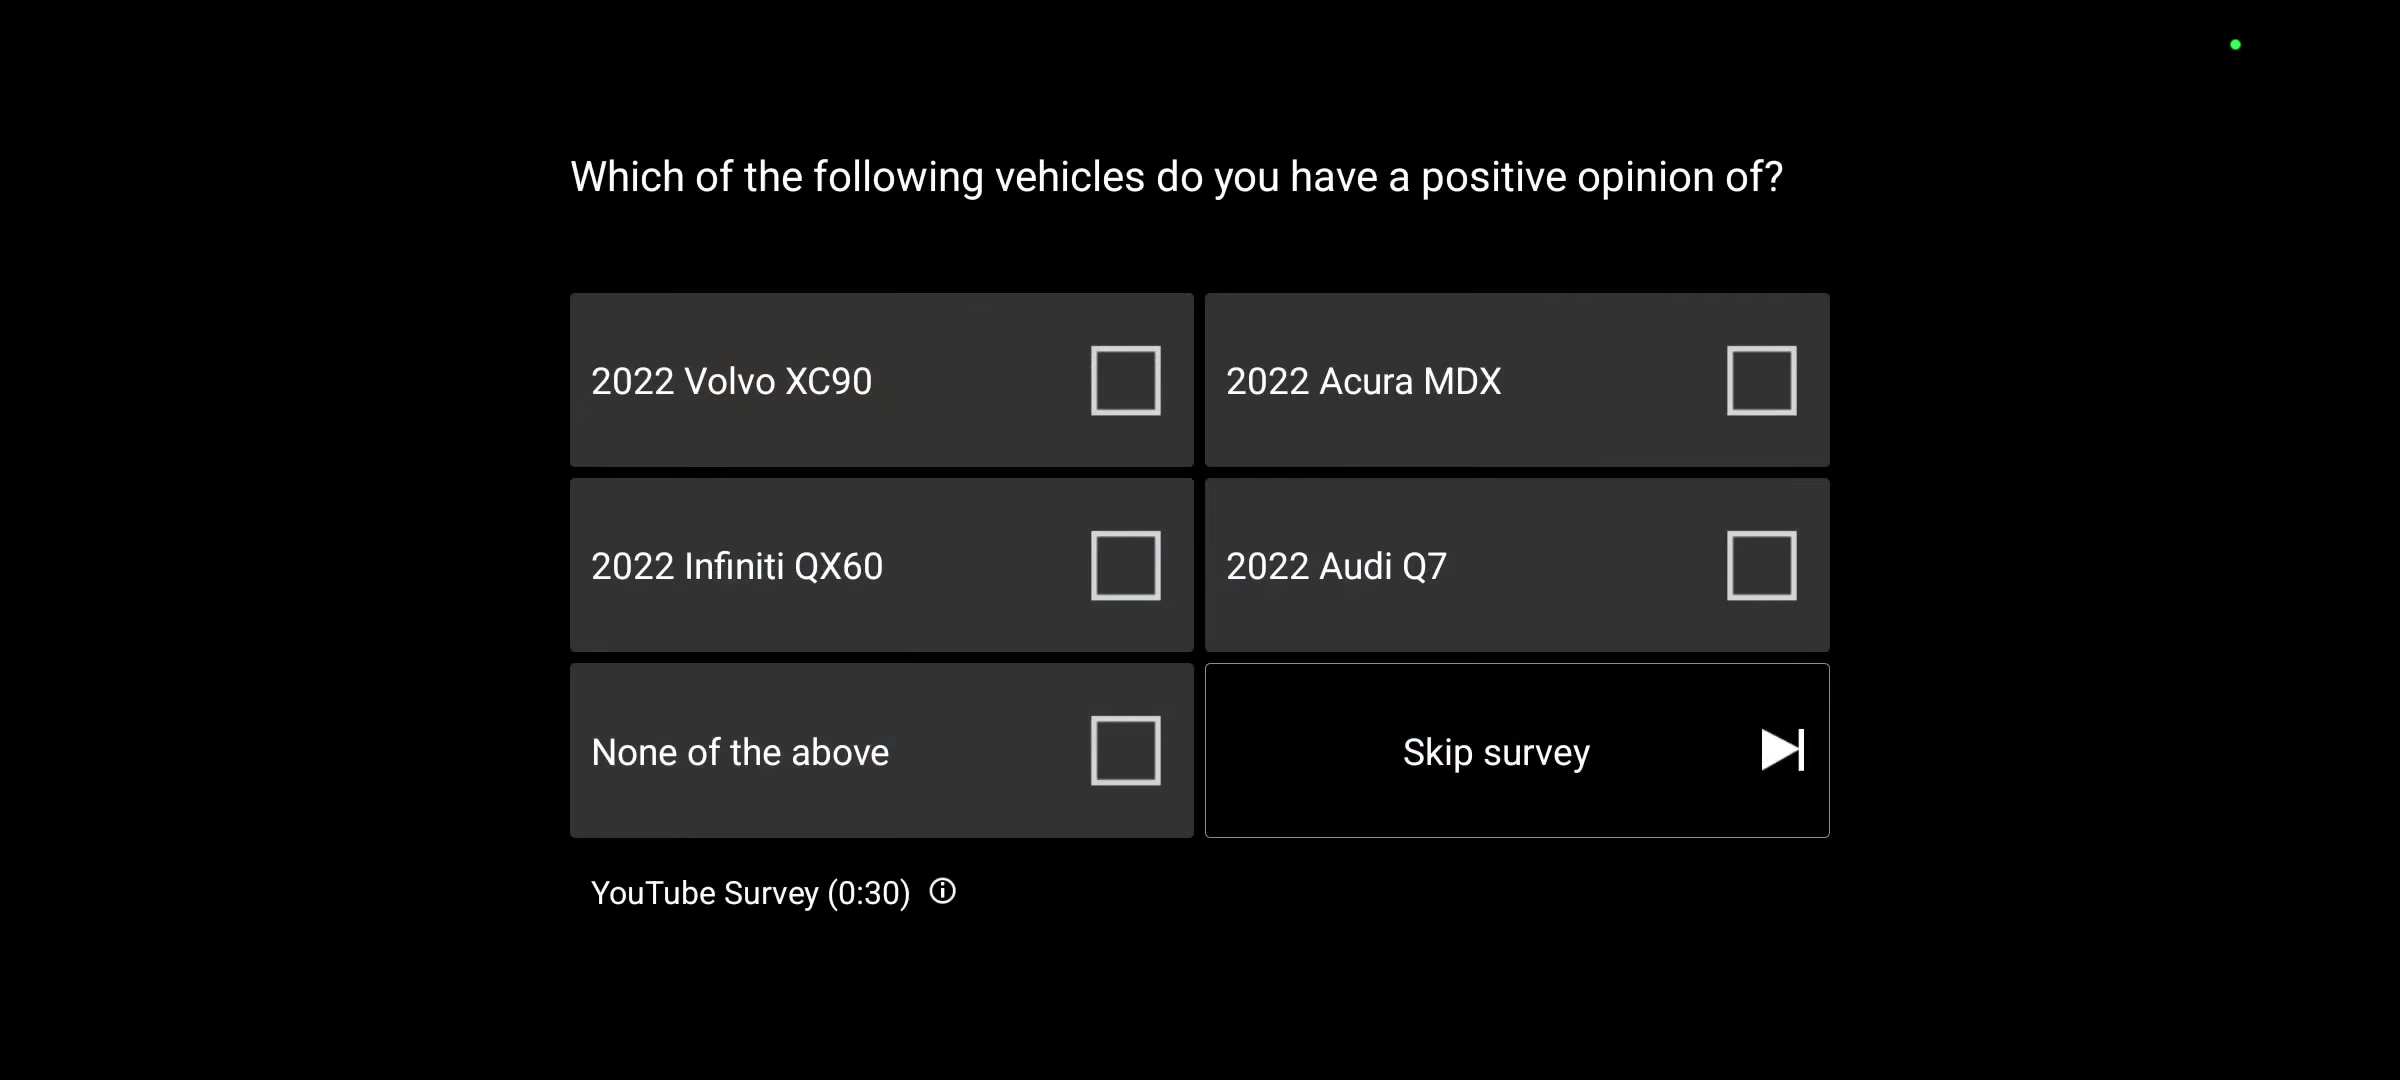 Which of the following vehicles do you have a positive opinion of?
2022 Volvo XC90
2022 Acura MDX
2022 Infiniti QX60
2022 Audi Q7
None of the above
Skip survey
YouTube Survey (0:30)